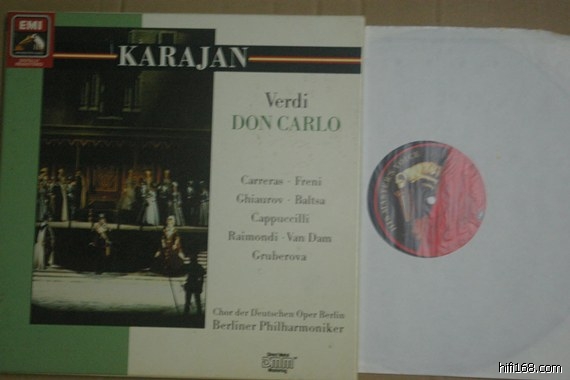 EMI
KARAJAN
Verdi
DON CARLO
Carreras · Freni
Ghiaurov · Baltsa
Cappuccilli
Raimondi · Van Dam
Gruberova
Chor der Deutschen Oper Berlin
Berliner Philharmoniker
hifi168.com